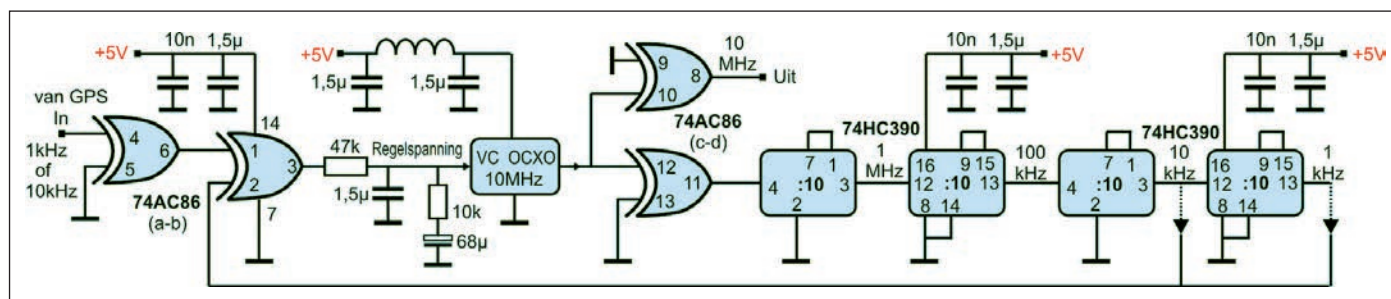 +5V
10n
1,5µ
van GPS
In
4
5
6
1kHz
of
10kHz
74AC86
(a-b)
14
1
2
3
7
47k
Regelspanning
1,5µ
10k
68µ
+5V
1,5µ
1,5µ
VC OCXO
10MHz
9
10
8
10
MHz
Uit
74AC86
(c-d)
12
13
11
7
1
4
:10
3
2
74HC390
1
MHz
10n
1,5µ
+5V
16
9
15
12
:10
13
8
14
100
kHz
7
1
4
:10
3
2
74HC390
10
kHz
10n
1,5µ
+5V
16
9
15
12
:10
13
8
14
1
kHz